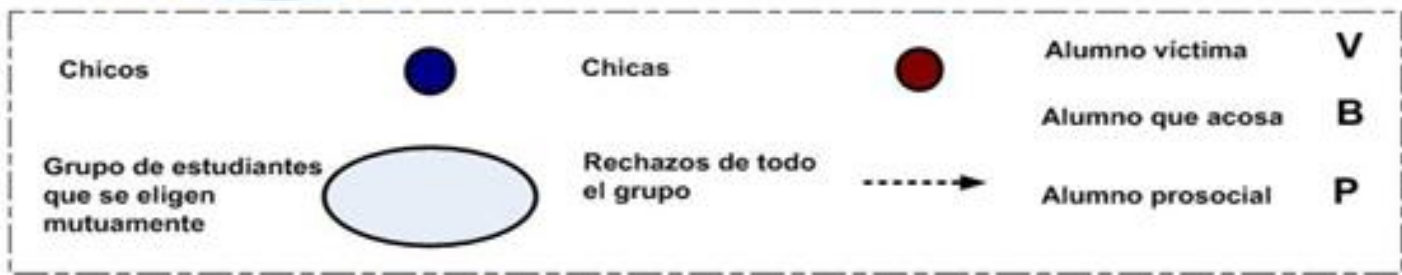 Chicos
Chicas
Alumno víctima V
Alumno que acosa B
Grupo de estudiantes
que se eligen
mutuamente
Rechazos de todo
el grupo
Alumno prosocial P